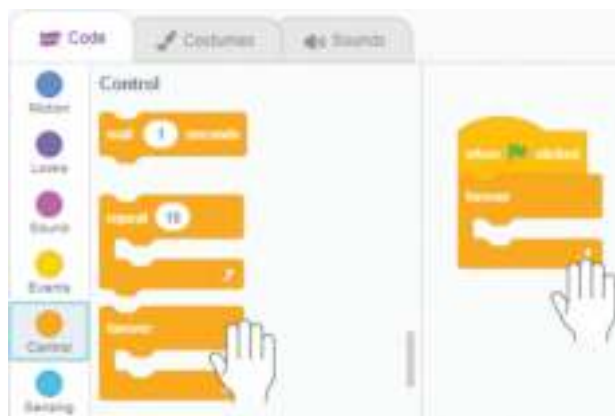 Code
Costumes
Sounds
Motion
Looks
Sound
Events
Control
Sensing
Control
wait 1 seconds
repeat 10
forever
when clicked
forever